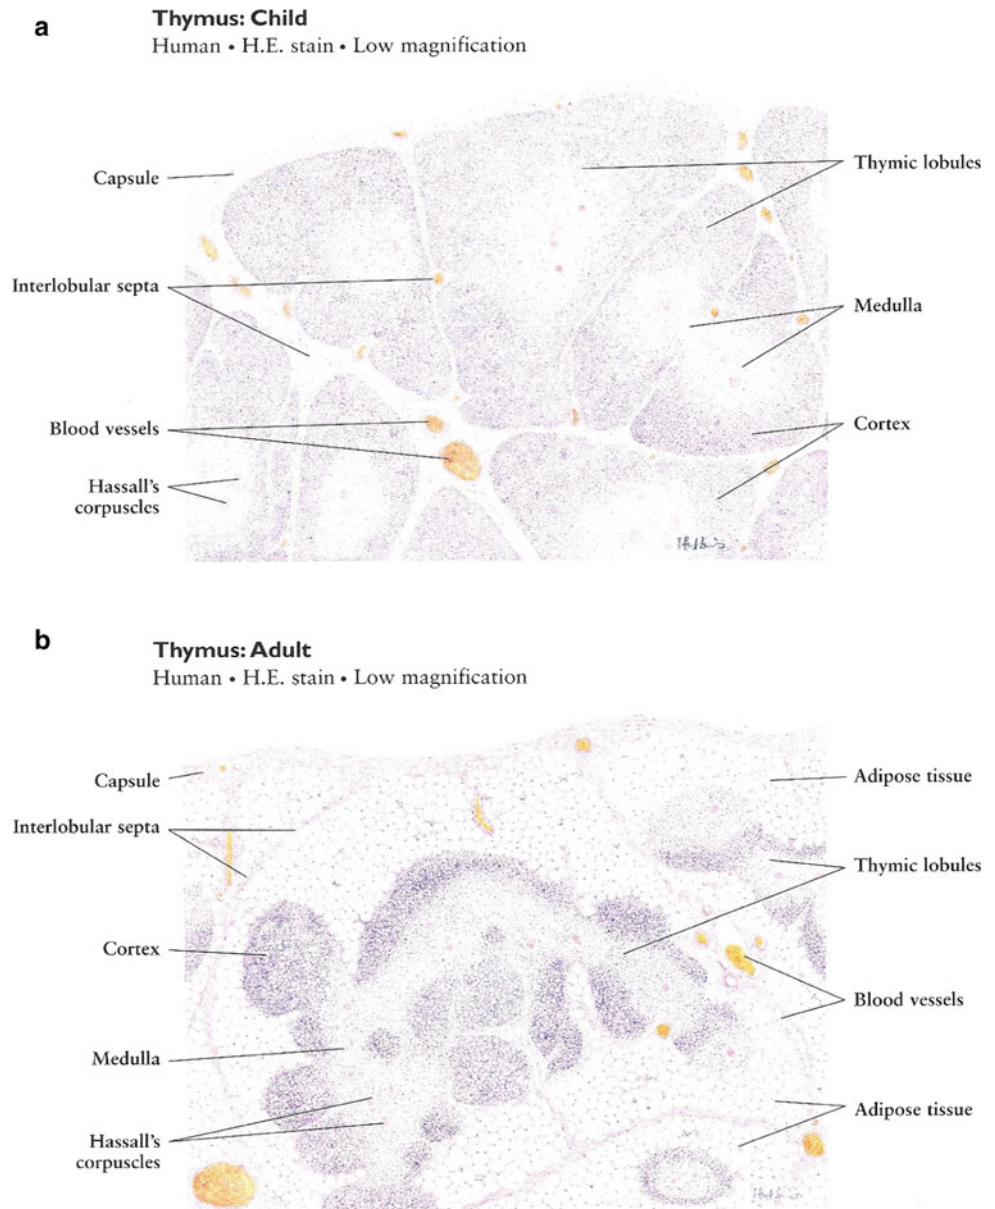 a
Thymus: Child
Human • H.E. stain • Low magnification
Capsule
Interlobular septa
Blood vessels
Hassall's
corpuscles
Thymic lobules
Medulla
Cortex
b
Thymus: Adult
Human • H.E. stain • Low magnification
Capsule
Interlobular septa
Cortex
Medulla
Hassall's
corpuscles
Adipose tissue
Thymic lobules
Blood vessels
Adipose tissue